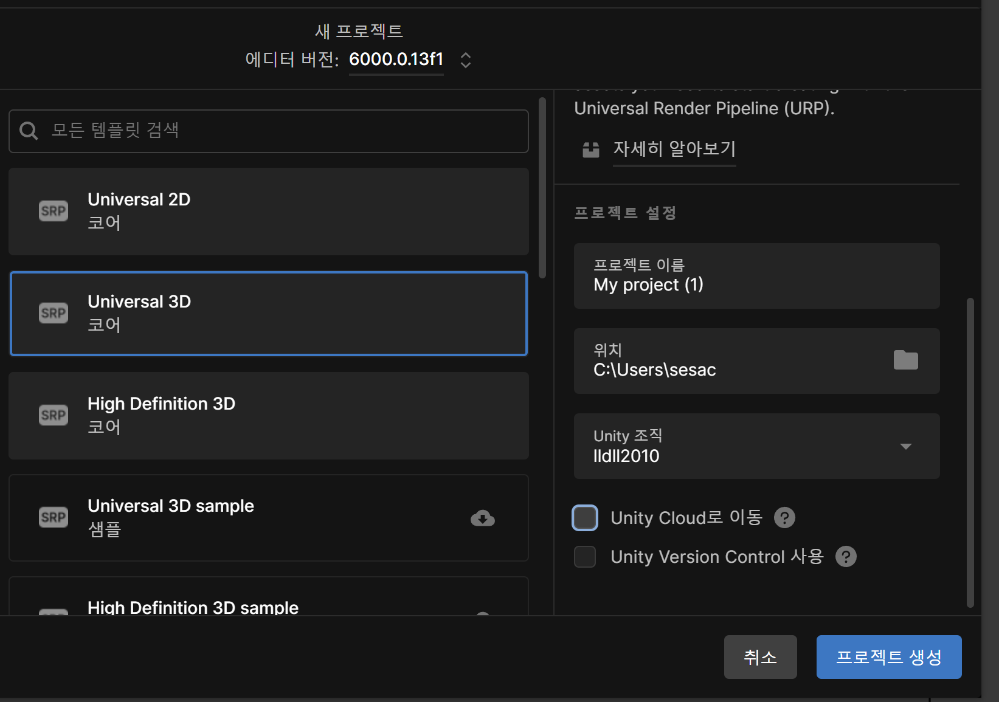 새 프로젝트
에디터 버전: 6000.0.13f1
모든 템플릿 검색
SRP
Universal 2D
코어
SRP
Universal 3D
코어
SRP
High Definition 3D
코어
SRP
Universal 3D sample
샘플
High Definition 3D sample
Universal Render Pipeline (URP).
자세히 알아보기
프로젝트 설정
프로젝트 이름
My project (1)
위치
C:\Users\sesac
Unity 조직
lldll2010
Unity Cloud로 이동 ?
Unity Version Control 사용 ?
취소
프로젝트 생성